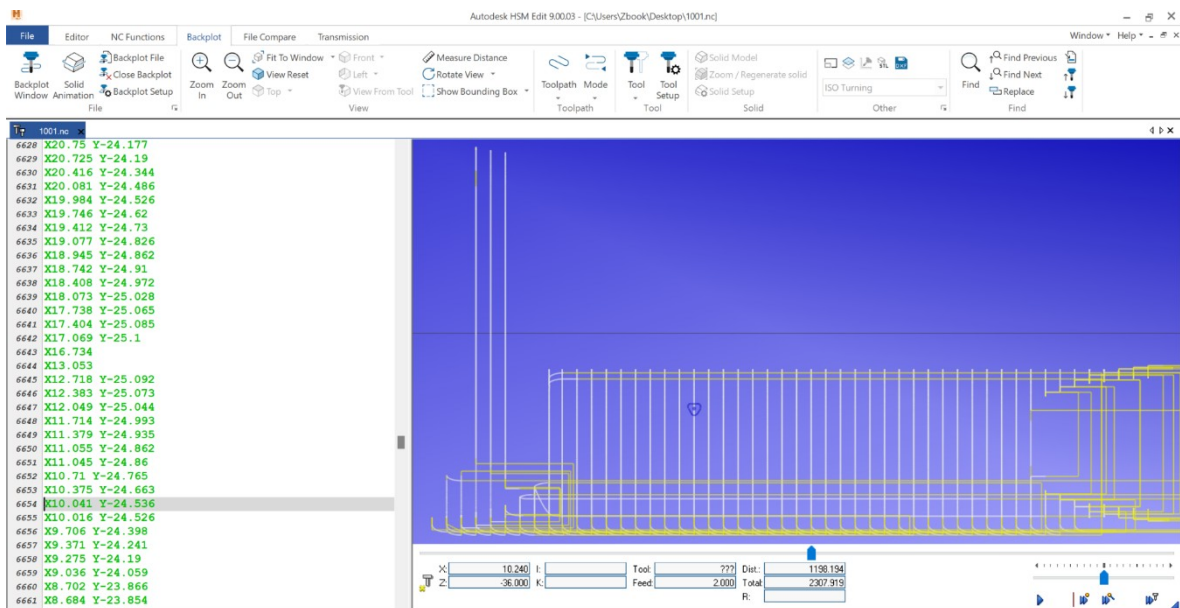 Autodesk HSM Edit 9.00.03 - [C:\Users\Zbook\Desktop\1001.nc]
File Editor NC Functions Backplot File Compare Transmission Window Help
Backplot Window
Solid Animation
Backplot File
Close Backplot
Backplot Setup
File
Zoom In
Zoom Out
Fit To Window
View Reset
Top
Front
Left
View From Tool
Measure Distance
Rotate View
Show Bounding Box
View
Toolpath
Mode
Toolpath
Tool
Tool Setup
Tool
Solid Model
Zoom / Regenerate solid
Solid Setup
Solid
STL
DXF
ISO Turning
Other
Find
Find Previous
Find Next
Replace
Find
1001.nc
6628 X20.75 Y-24.177
6629 X20.725 Y-24.19
6630 X20.416 Y-24.344
6631 X20.081 Y-24.486
6632 X19.984 Y-24.526
6633 X19.746 Y-24.62
6634 X19.412 Y-24.73
6635 X19.077 Y-24.826
6636 X18.945 Y-24.862
6637 X18.742 Y-24.91
6638 X18.408 Y-24.972
6639 X18.073 Y-25.028
6640 X17.738 Y-25.065
6641 X17.404 Y-25.085
6642 X17.069 Y-25.1
6643 X16.734
6644 X13.053
6645 X12.718 Y-25.092
6646 X12.383 Y-25.073
6647 X12.049 Y-25.044
6648 X11.714 Y-24.993
6649 X11.379 Y-24.935
6650 X11.055 Y-24.862
6651 X11.045 Y-24.86
6652 X10.71 Y-24.765
6653 X10.375 Y-24.663
6654 X10.041 Y-24.536
6655 X10.016 Y-24.526
6656 X9.706 Y-24.398
6657 X9.371 Y-24.241
6658 X9.275 Y-24.19
6659 X9.036 Y-24.059
6660 X8.702 Y-23.866
6661 X8.684 Y-23.854
X: 10.240 I: Tool: ??? Dist.: 1198.194
Z: -36.000 K: Feed: 2.000 Total: 2307.919
R: